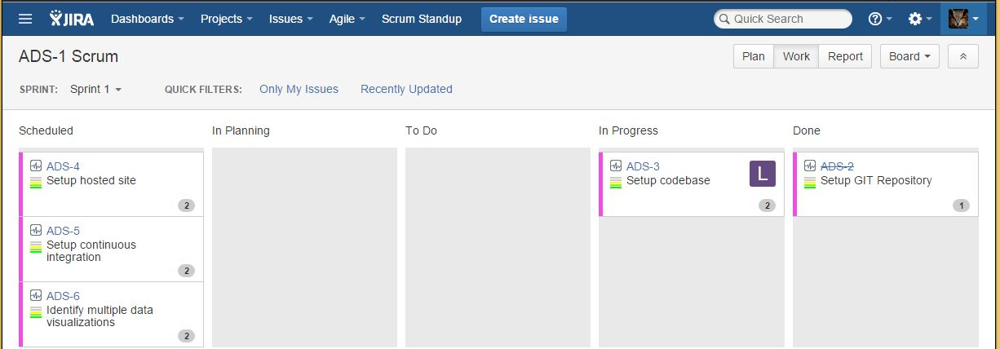 JIRA Dashboards Projects Issues Agile Scrum Standup Create issue Quick Search
ADS-1 Scrum Plan Work Report Board
SPRINT: Sprint 1 QUICK FILTERS: Only My Issues Recently Updated
Scheduled In Planning To Do In Progress Done
ADS-4
Setup hosted site
2
ADS-5
Setup continuous
integration
2
ADS-6
Identify multiple data
visualizations
2
ADS-3
Setup codebase
L
2
ADS-2
Setup GIT Repository
1